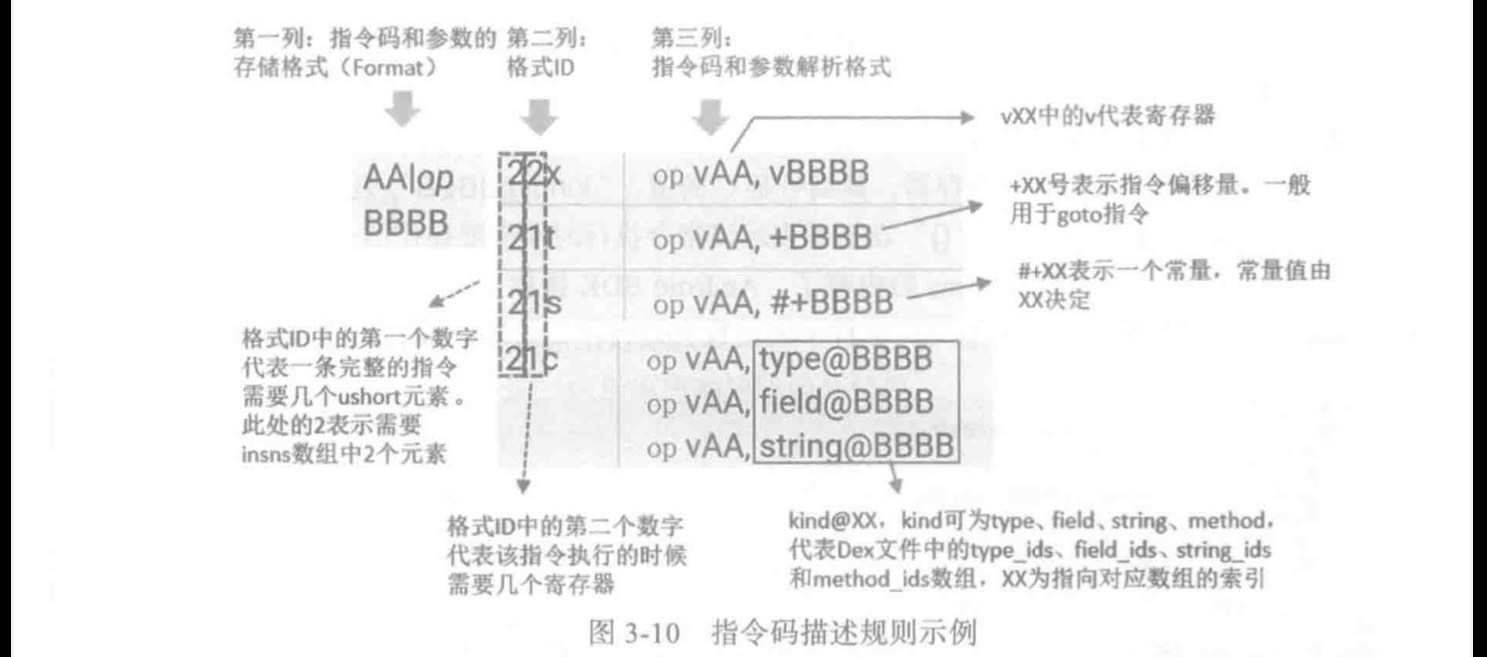 第一列：指令码和参数的 第二列： 第三列：
存储格式（Format） 格式ID 指令码和参数解析格式
vXX中的v代表寄存器
AA|op 22x op vAA, vBBBB
BBBB
+XX号表示指令偏移量。一般
用于goto指令
21t op vAA, +BBBB
#+XX表示一个常量，常量值由
XX决定
21s op vAA, #+BBBB
21c op vAA, type@BBBB
op vAA, field@BBBB
op vAA, string@BBBB
格式ID中的第一个数字
代表一条完整的指令
需要几个ushort元素。
此处的2表示需要
insns数组中2个元素
格式ID中的第二个数字
代表该指令执行的时候
需要几个寄存器
kind@XX，kind可为type、field、string、method，
代表Dex文件中的type_ids、field_ids、string_ids
和method_ids数组，XX为指向对应数组的索引
图 3-10 指令码描述规则示例